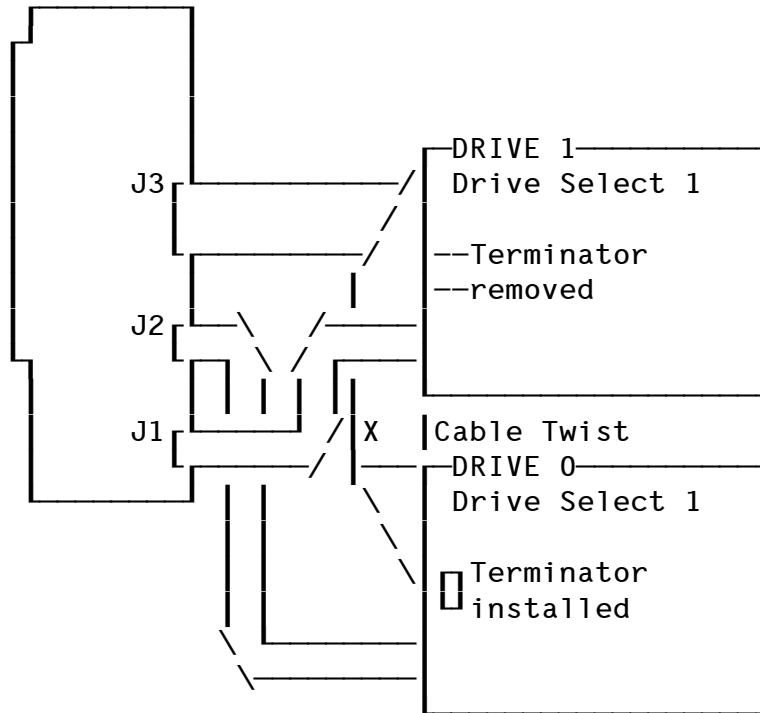 DRIVE 1
J3
Drive Select 1
--Terminator
--removed
J2
J1
X
Cable Twist
DRIVE 0
Drive Select 1
Terminator
installed